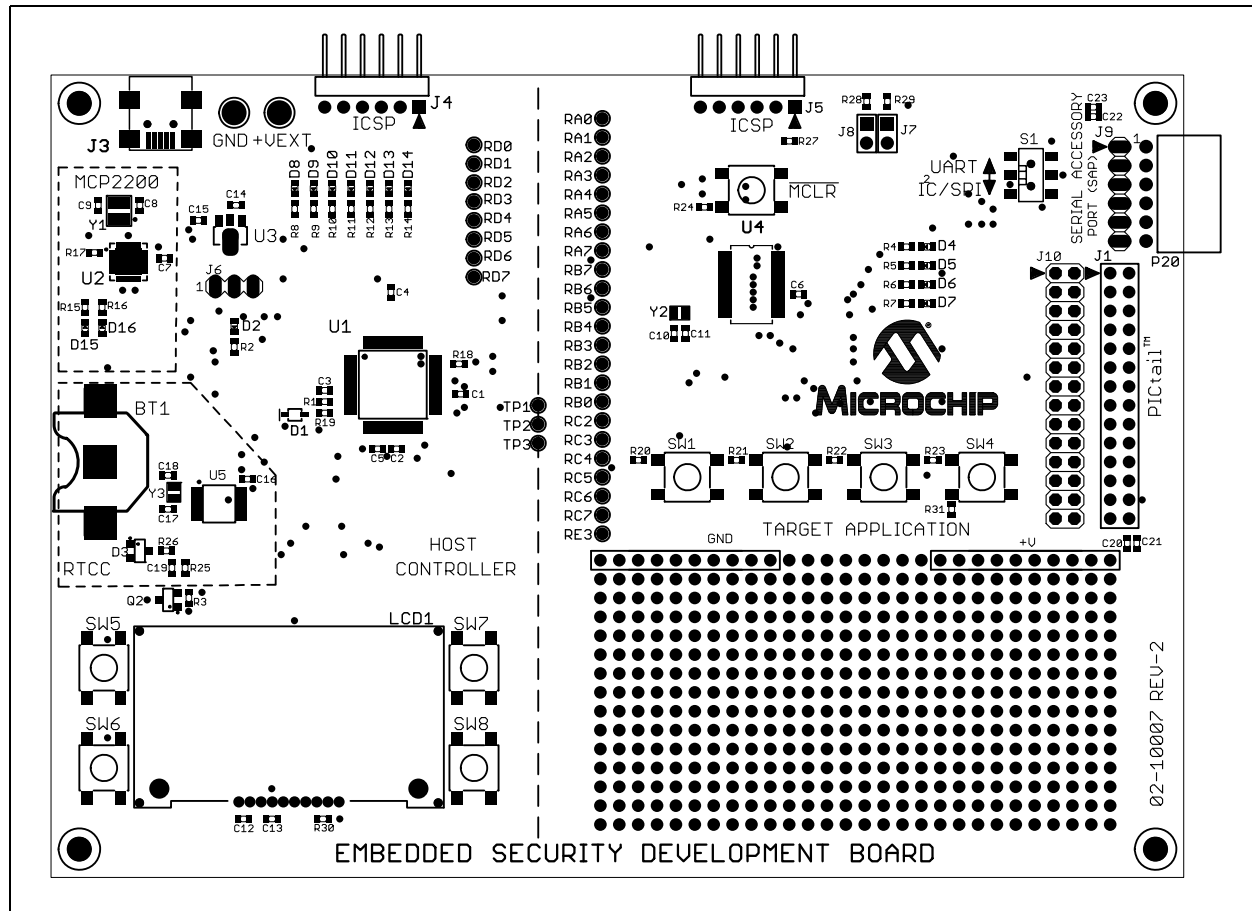 J4
ICSP
J3
GND +VEXT
MCP2200
C9
C8
Y1
R17
U2
C7
R15
R16
D15
D16
C14
C15
U3
J6
1
D2
R2
D8
D9
D10
D11
D12
D13
D14
R8
R9
R10
R11
R12
R13
R14
RD0
RD1
RD2
RD3
RD4
RD5
RD6
RD7
C4
U1
R18
C3
R1
R19
C1
D1
C5
C2
TP1
TP2
TP3
BT1
C18
Y3
C17
U5
C16
D3
R26
C19
R25
RTCC
Q2
R3
HOST
CONTROLLER
LCD1
SW5
SW6
SW7
SW8
C12
C13
R30
J5
ICSP
R27
R28
R29
J8
J7
RA0
RA1
RA2
RA3
RA4
RA5
RA6
RA7
RB7
RB6
RB5
RB4
RB3
RB2
RB1
RB0
RC2
RC3
RC4
RC5
RC6
RC7
RE3
MCLR
R24
U4
C6
Y2
C10
C11
S1
UART
I2C/SPI
R4
D4
R5
D5
R6
D6
R7
D7
®
MICROCHIP
C23
C22
J9
1
SERIAL ACCESSORY
PORT (SAP)
P20
J10
J1
PICtail™
R20
SW1
R21
SW2
R22
SW3
R23
SW4
R31
TARGET APPLICATION
GND
+V
C20
C21
02-10007 REV-2
EMBEDDED SECURITY DEVELOPMENT BOARD